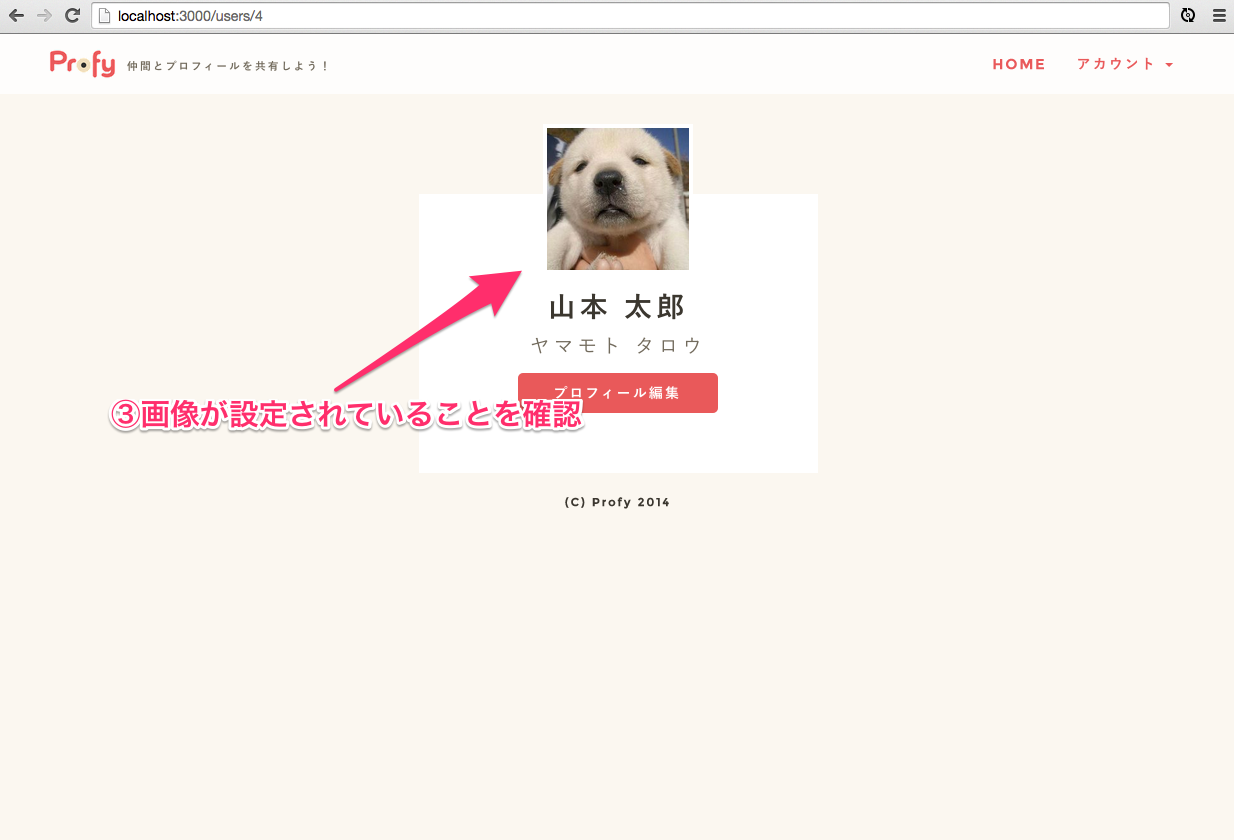 localhost:3000/users/4
Profy 仲間とプロフィールを共有しよう！
HOME アカウント
山本 太郎
ヤマモト タロウ
プロフィール編集
③画像が設定されていることを確認
(C) Profy 2014